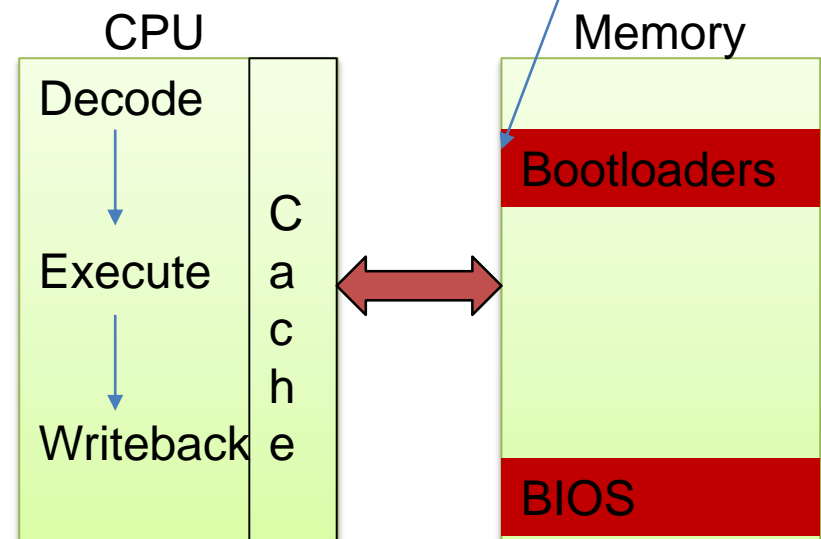 CPU
Memory
Decode
Execute
Writeback
C
a
c
h
e
Bootloaders
BIOS